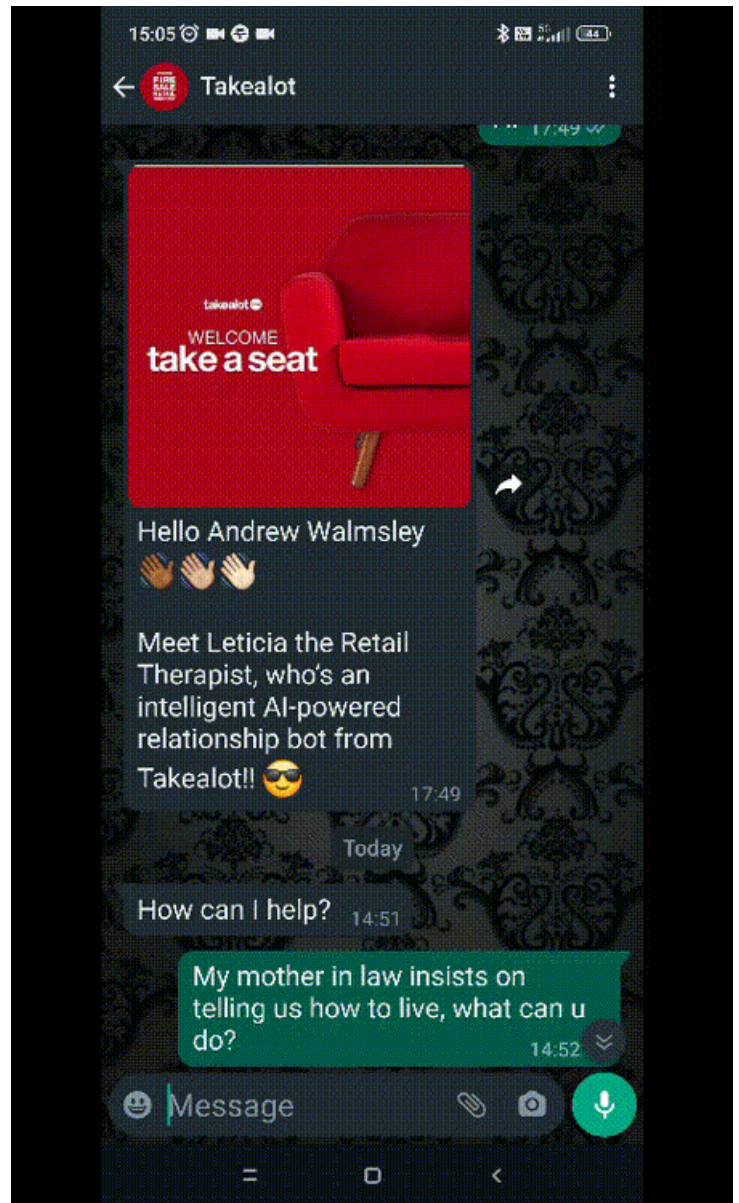 15:05
5G
44
Takealot
17:49
takealot
WELCOME
take a seat
Hello Andrew Walmsley
👋🏾👋🏼👋🏻
Meet Leticia the Retail
Therapist, who's an
intelligent AI-powered
relationship bot from
Takealot!! 😎
17:49
Today
How can I help? 14:51
My mother in law insists on
telling us how to live, what can u
do?
14:52
Message